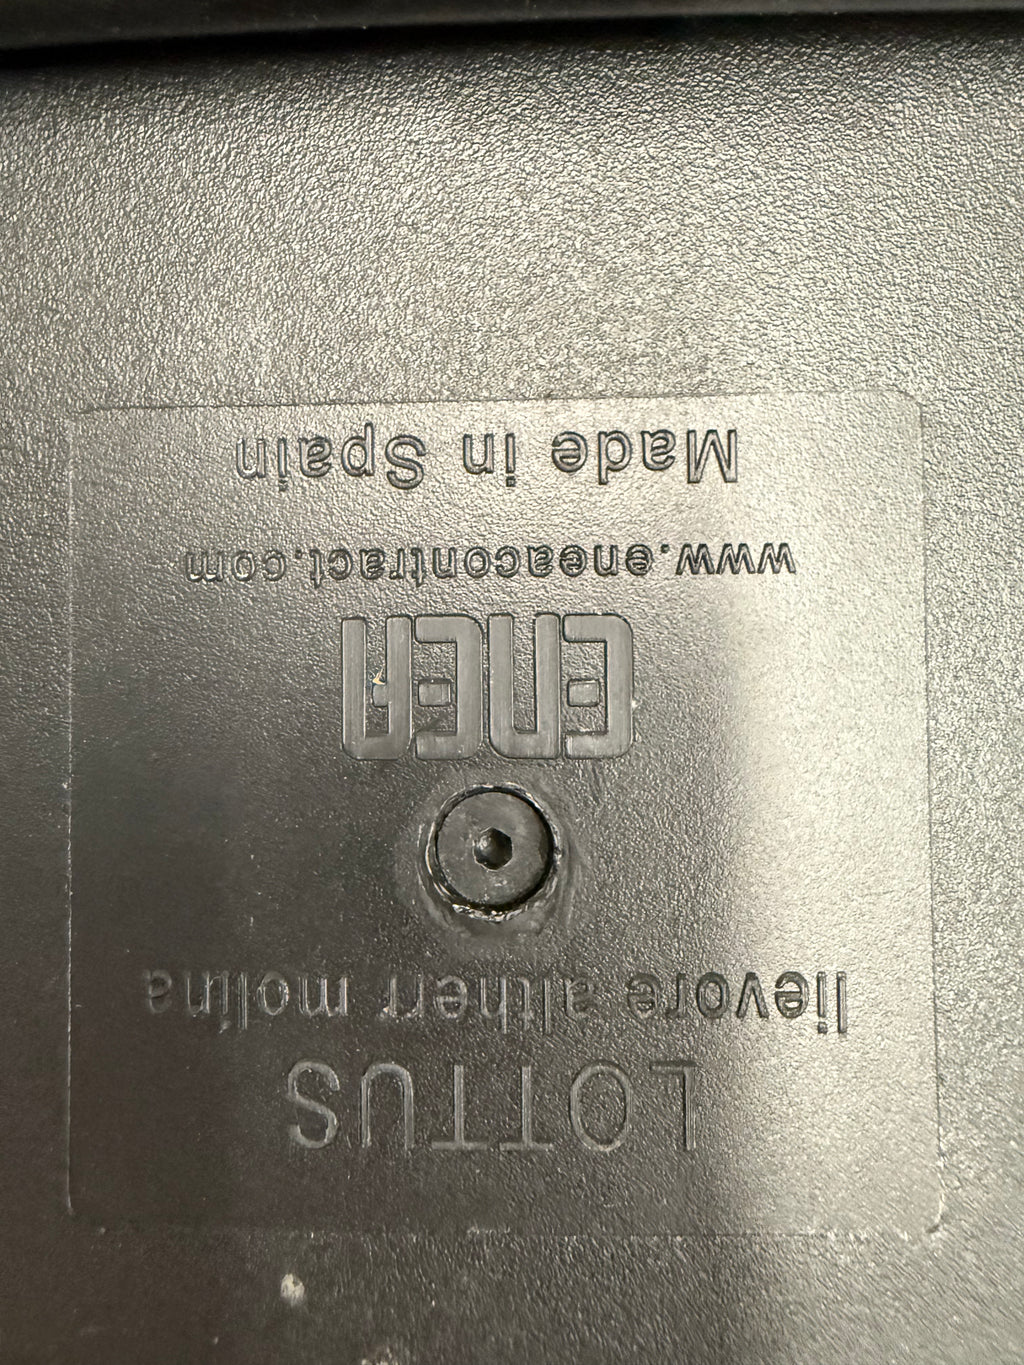 LOTTUS
lievore altherr molina
ENEA
www.eneacontract.com
Made in Spain